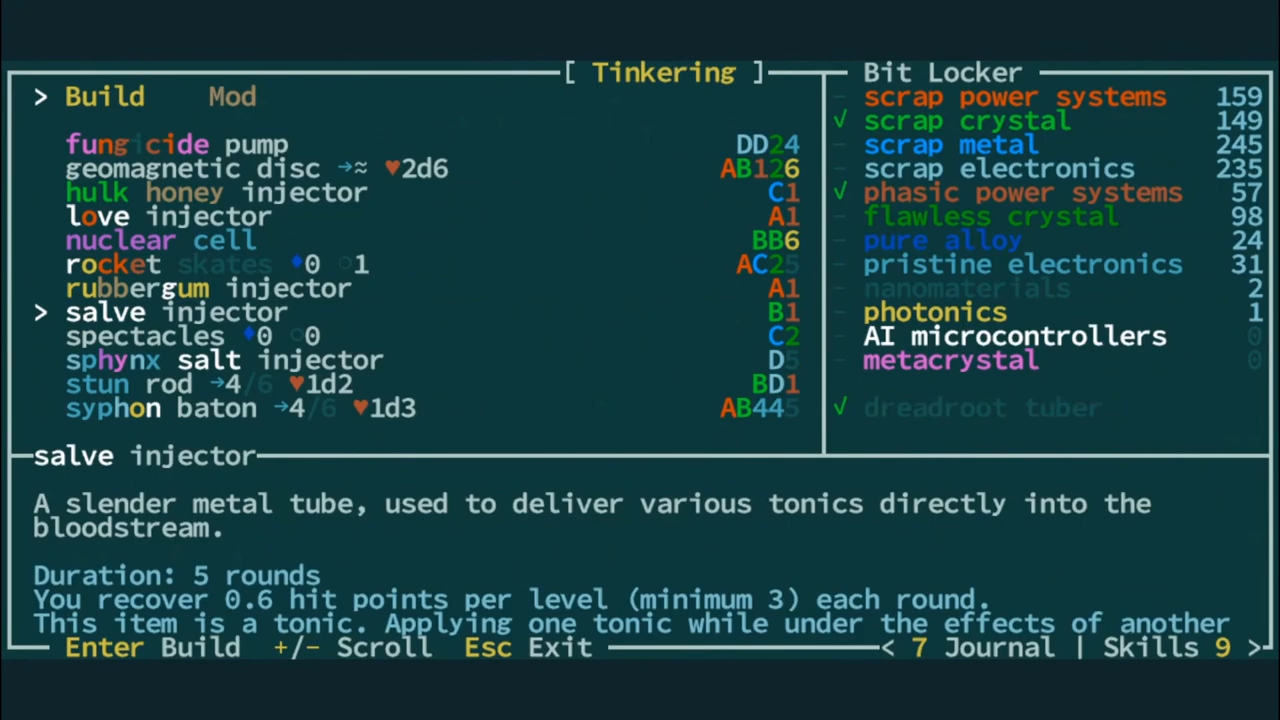 [ Tinkering ] Bit Locker
> Build Mod - scrap power systems 159
√ scrap crystal 149
fungicide pump DD24 - scrap metal 245
geomagnetic disc →≈ ♥2d6 AB126 - scrap electronics 235
hulk honey injector C1 √ phasic power systems 57
love injector A1 - flawless crystal 98
nuclear cell BB6 - pure alloy 24
rocket skates ♦0 ○1 AC25 - pristine electronics 31
rubbergum injector A1 - nanomaterials 2
> salve injector B1 - photonics 1
spectacles ♦0 ○0 C2 - AI microcontrollers 0
sphynx salt injector D5 - metacrystal 0
stun rod →4/6 ♥1d2 BD1
syphon baton →4/6 ♥1d3 AB445 √ dreadroot tuber
salve injector
A slender metal tube, used to deliver various tonics directly into the
bloodstream.
Duration: 5 rounds
You recover 0.6 hit points per level (minimum 3) each round.
This item is a tonic. Applying one tonic while under the effects of another
Enter Build +/- Scroll Esc Exit < 7 Journal | Skills 9 >